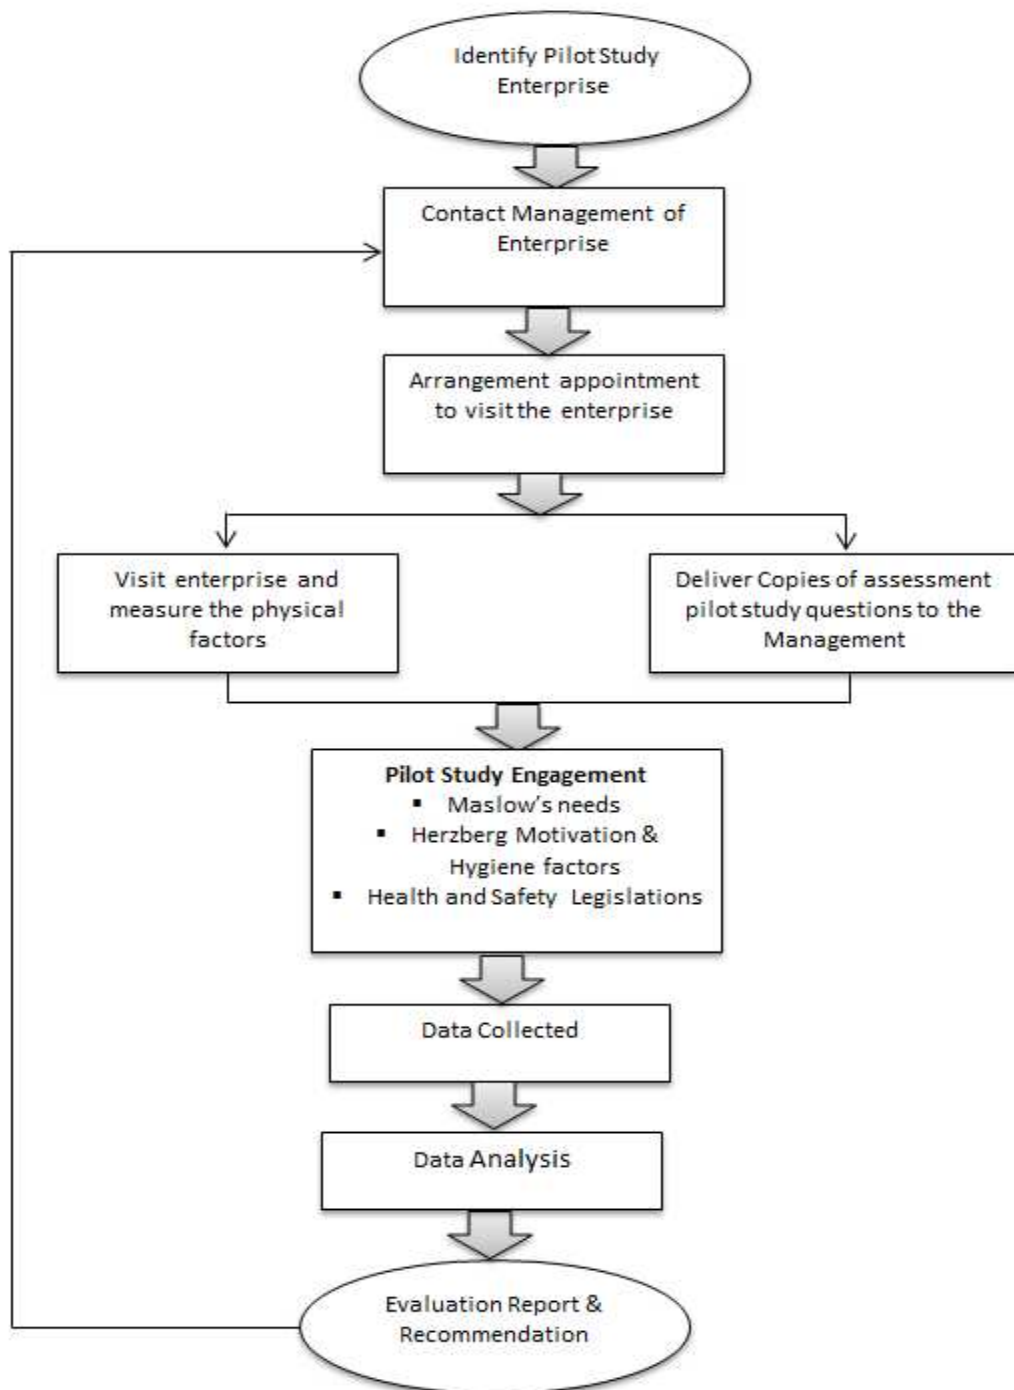 Identify Pilot Study
Enterprise
Contact Management of
Enterprise
Arrangement appointment
to visit the enterprise
Visit enterprise and
measure the physical
factors
Deliver Copies of assessment
pilot study questions to the
Management
Pilot Study Engagement
▪ Maslow's needs
▪ Herzberg Motivation &
Hygiene factors
▪ Health and Safety Legislations
Data Collected
Data Analysis
Evaluation Report &
Recommendation